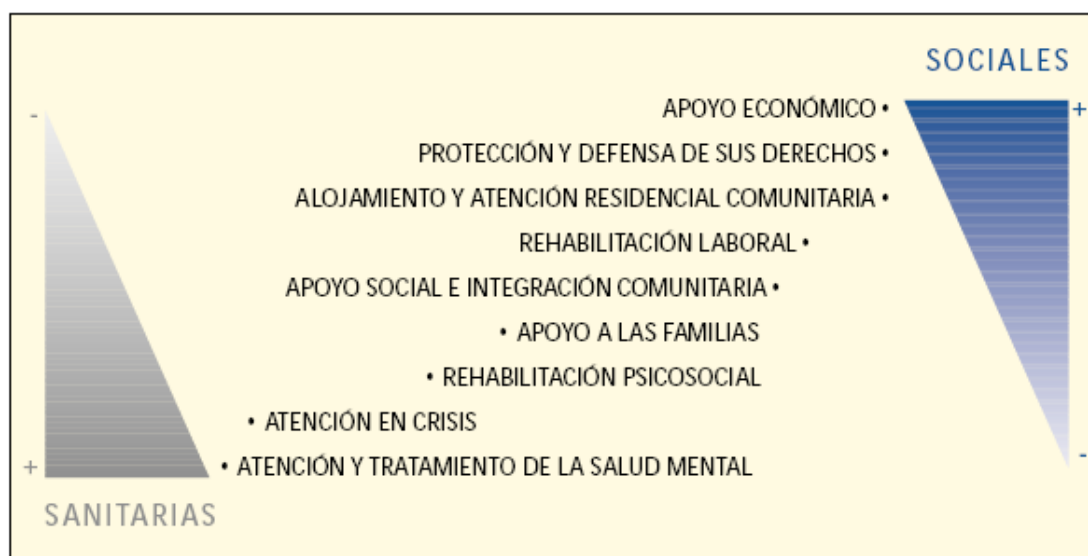 SOCIALES
- APOYO ECONÓMICO • +
PROTECCIÓN Y DEFENSA DE SUS DERECHOS •
ALOJAMIENTO Y ATENCIÓN RESIDENCIAL COMUNITARIA •
REHABILITACIÓN LABORAL •
APOYO SOCIAL E INTEGRACIÓN COMUNITARIA •
• APOYO A LAS FAMILIAS
• REHABILITACIÓN PSICOSOCIAL
• ATENCIÓN EN CRISIS
+ • ATENCIÓN Y TRATAMIENTO DE LA SALUD MENTAL -
SANITARIAS